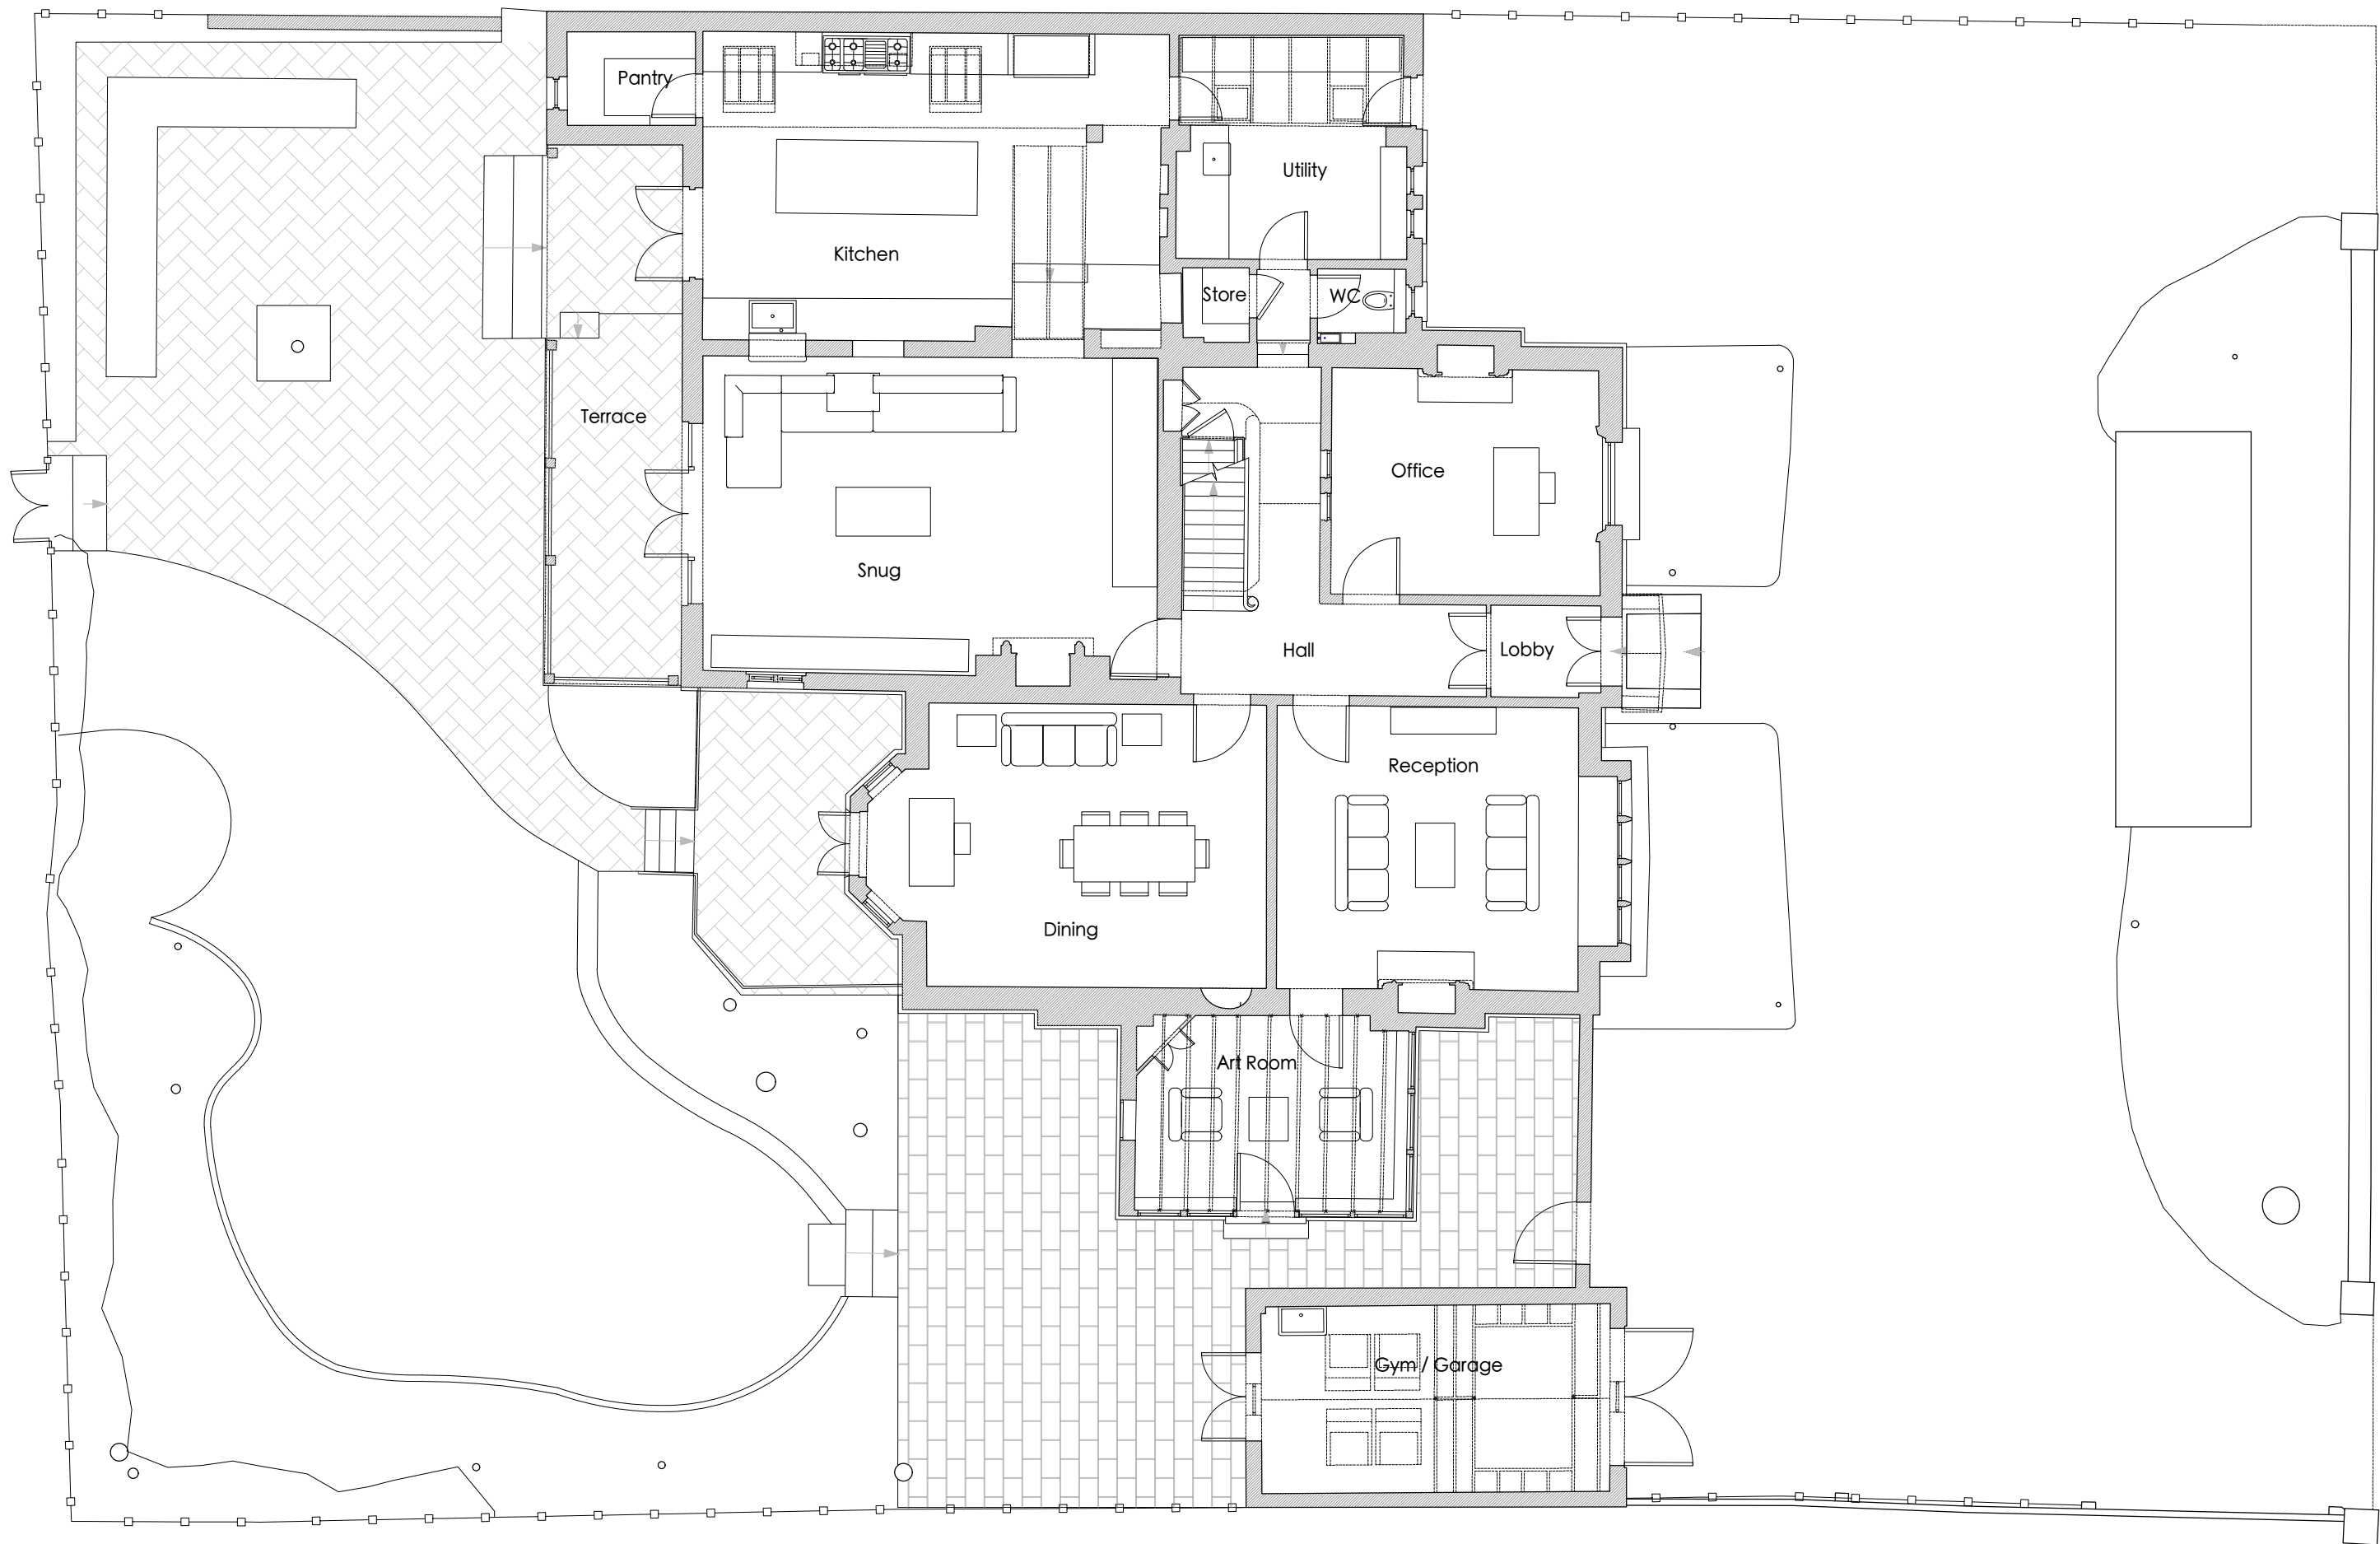 Pantry
Utility
Kitchen
Store
WC
Terrace
Office
Snug
Hall
Lobby
Reception
Dining
Art Room
Gym / Garage